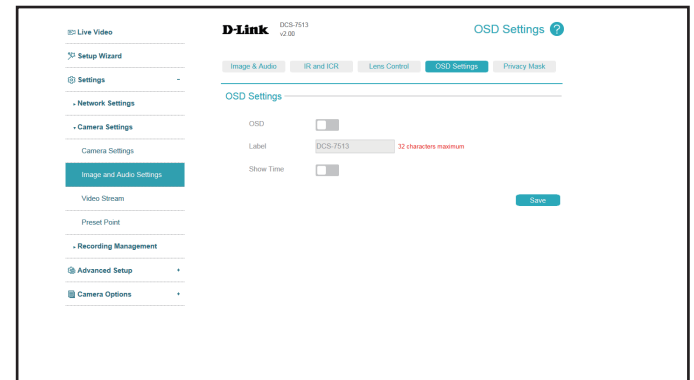 Live Video
Setup Wizard
Settings -
Network Settings
Camera Settings
Camera Settings
Image and Audio Settings
Video Stream
Preset Point
Recording Management
Advanced Setup +
Camera Options +
D-Link DCS-7513
v2.00
OSD Settings ?
Image & Audio IR and ICR Lens Control OSD Settings Privacy Mask
OSD Settings
OSD
Label DCS-7513 32 characters maximum
Show Time
Save